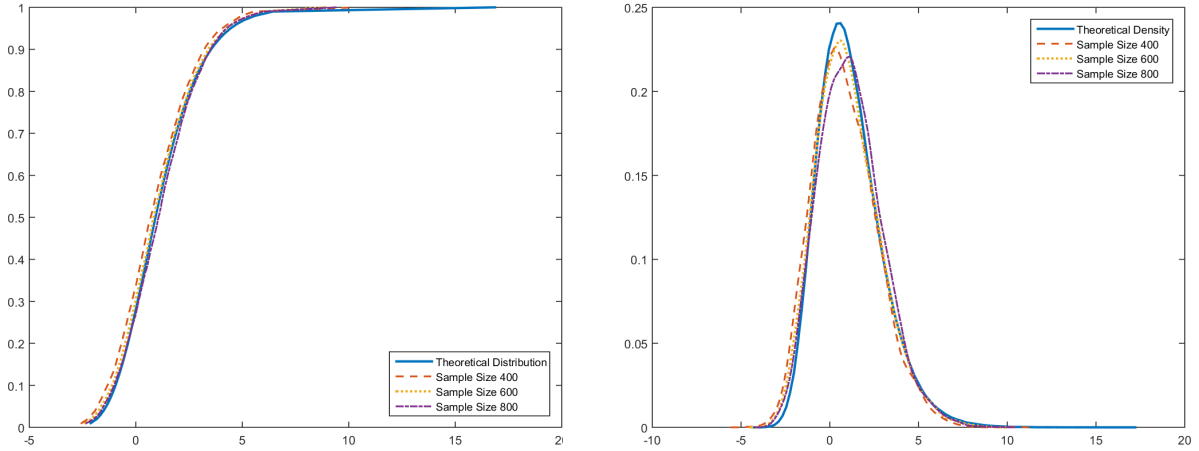 1
0.9
0.8
0.7
0.6
0.5
0.4
0.3
0.2
0.1
0
-5 0 5 10 15 20
Theoretical Distribution
Sample Size 400
Sample Size 600
Sample Size 800
0.25
0.2
0.15
0.1
0.05
0
-10 -5 0 5 10 15 20
Theoretical Density
Sample Size 400
Sample Size 600
Sample Size 800